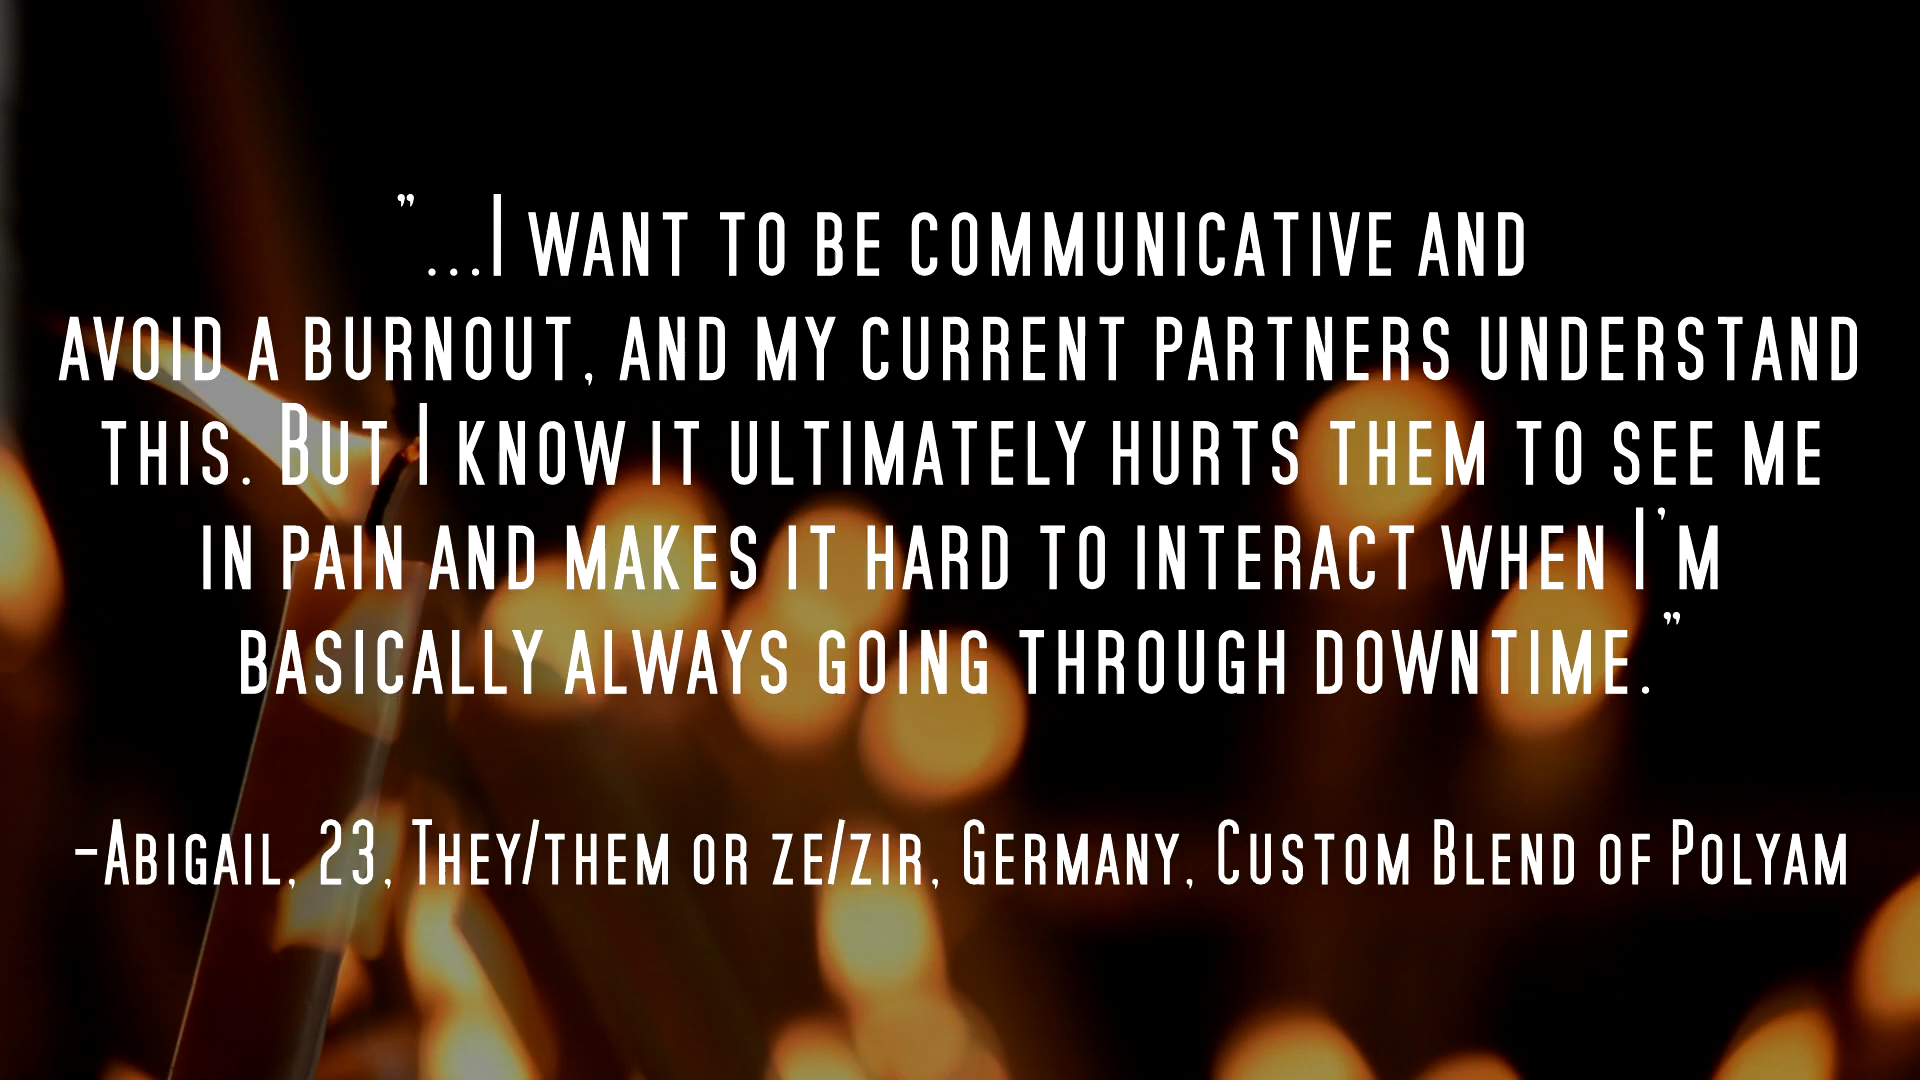 "...I want to be communicative and
avoid a burnout, and my current partners understand
this. But I know it ultimately hurts them to see me
in pain and makes it hard to interact when I'm
basically always going through downtime."
-Abigail, 23, They/them or ze/zir, Germany, Custom Blend of Polyam